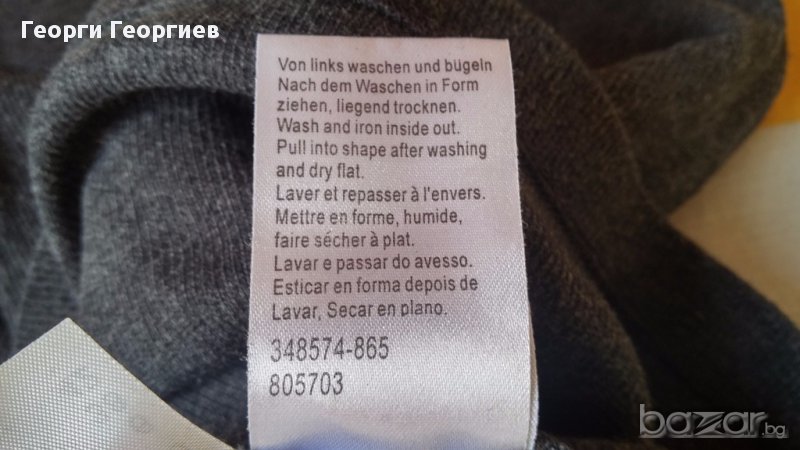 Георги Георгиев
Von links waschen und bügeln
Nach dem Waschen in Form
ziehen, liegend trocknen.
Wash and iron inside out.
Pull into shape after washing
and dry flat.
Laver et repasser à l'envers.
Mettre en forme, humide,
faire sécher à plat.
Lavar e passar do avesso.
Esticar en forma depois de
Lavar, Secar en plano.
348574-865
805703
bazar.bg